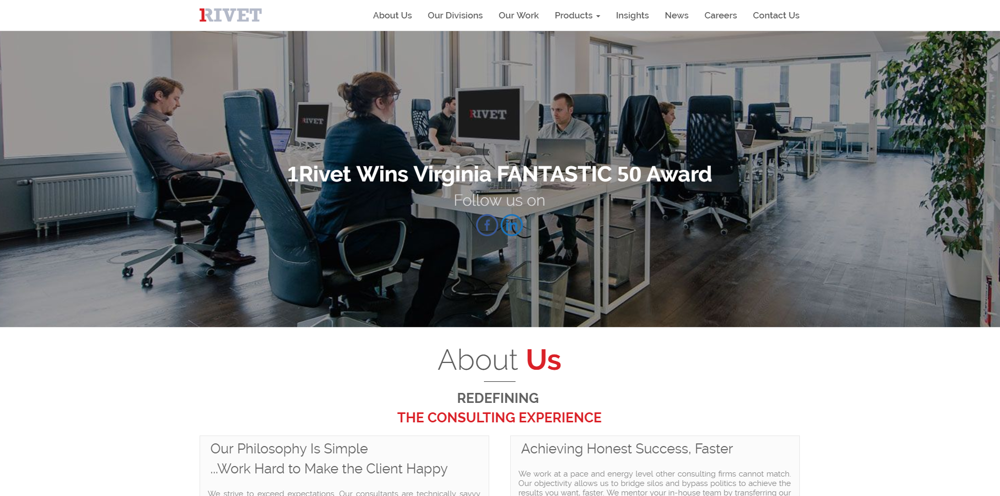 1RIVET
About Us Our Divisions Our Work Products Insights News Careers Contact Us
RIVET
RIVET
1Rivet Wins Virginia FANTASTIC 50 Award
Follow us on
f in
About Us
REDEFINING
THE CONSULTING EXPERIENCE
Our Philosophy Is Simple
...Work Hard to Make the Client Happy
We strive to exceed expectations. Our consultants are technically savvy
Achieving Honest Success, Faster
We work at a pace and energy level other consulting firms cannot match.
Our objectivity allows us to bridge silos and bypass politics to achieve the
results you want, faster. We mentor your in-house team by transferring our